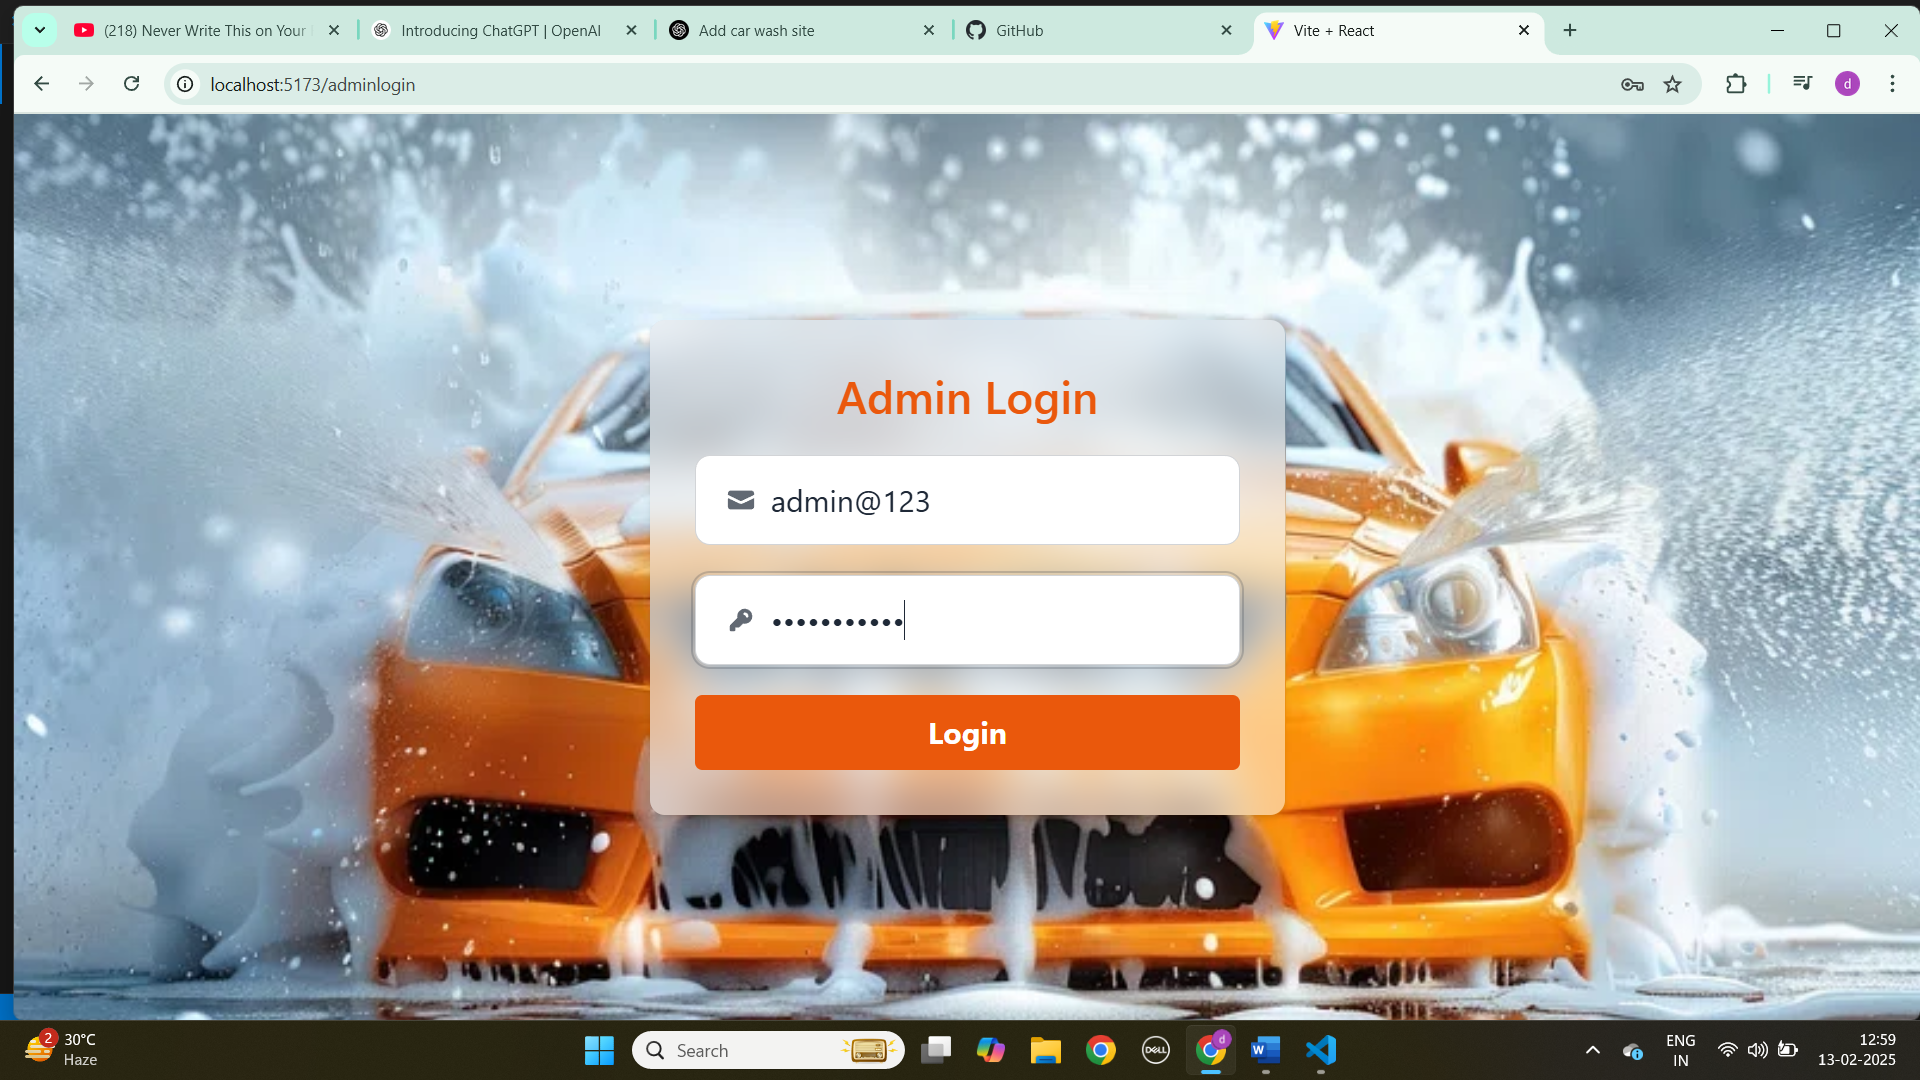 (218) Never Write This on Your
Introducing ChatGPT | OpenAI
Add car wash site
GitHub
Vite + React
localhost:5173/adminlogin
d
Admin Login
admin@123
•••••••••••
Login
2
30°C
Haze
Search
DELL
d
W
ENG
IN
12:59
13-02-2025